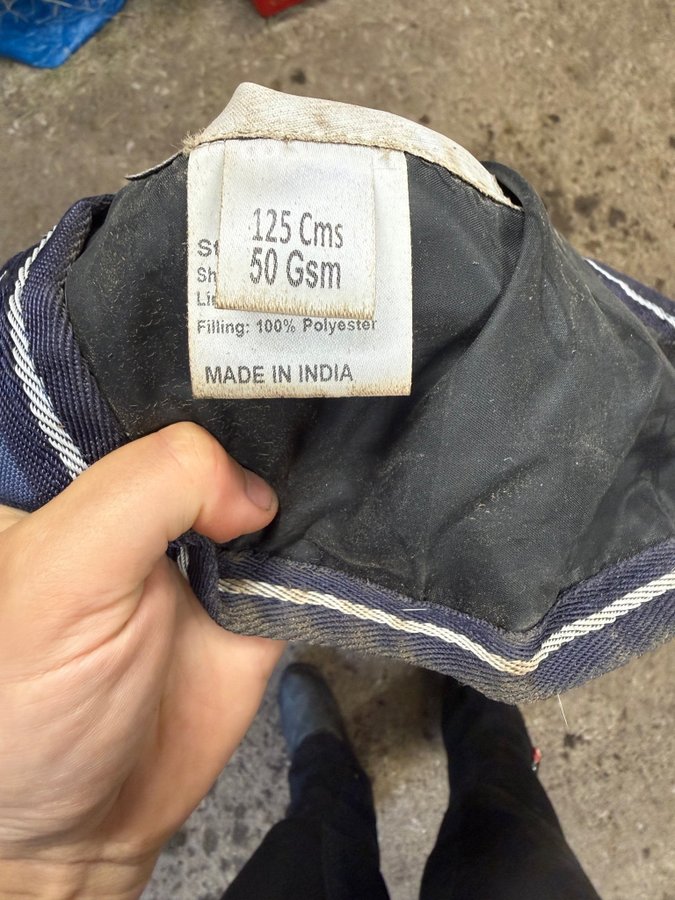 125 Cms
50 Gsm
Filling: 100% Polyester
MADE IN INDIA